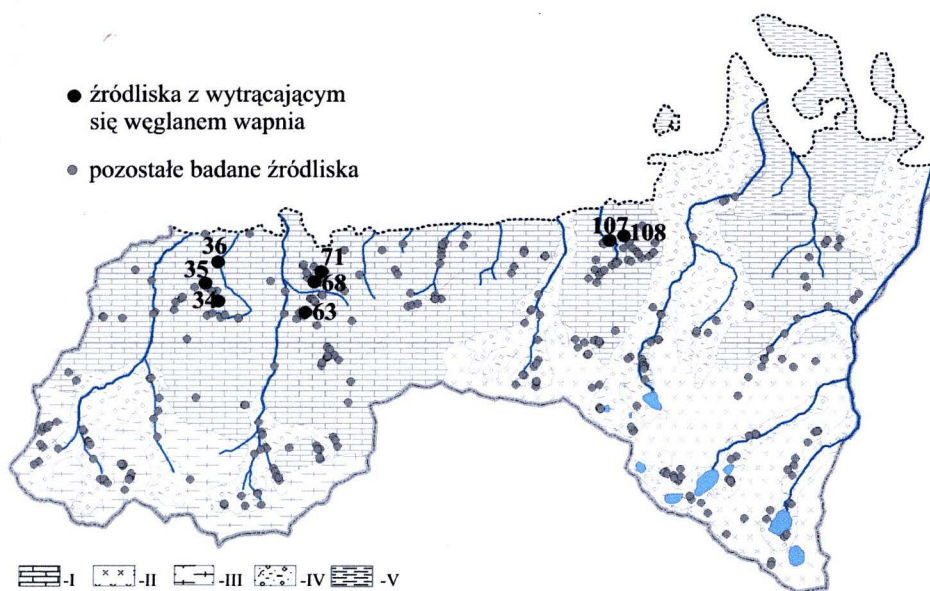 źródliska z wytrącającym
się węglanem wapnia
pozostałe badane źródliska
36
35
34
71
68
63
107
108
-I
-II
-III
-IV
-V